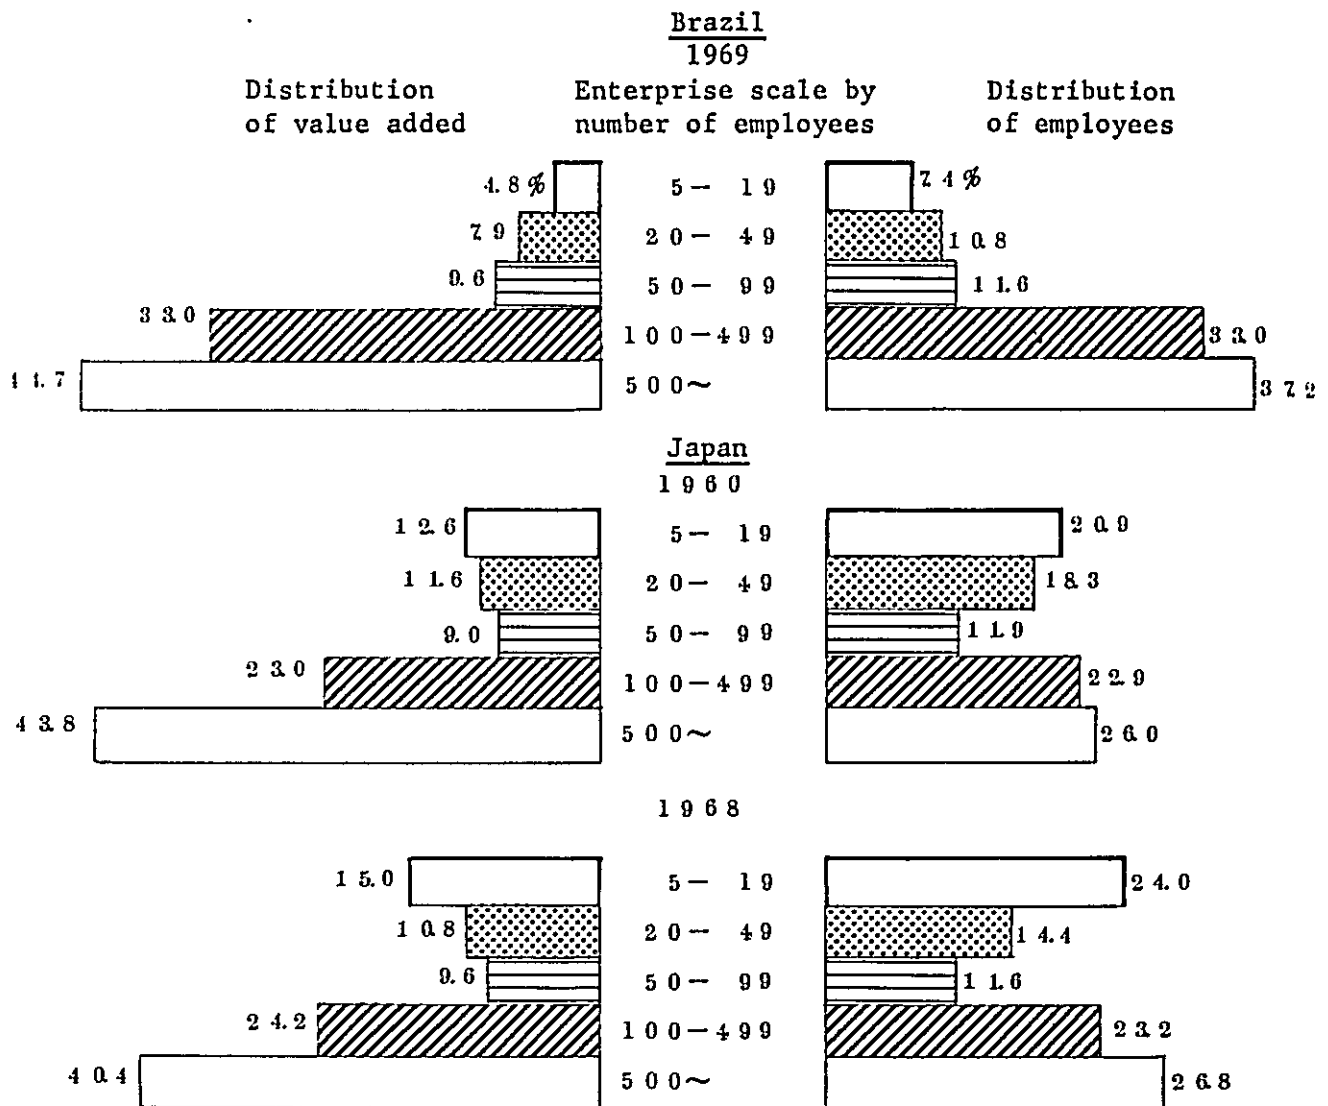 Brazil
1969
Distribution of value added
Enterprise scale by number of employees
Distribution of employees
4.8% 5- 19 7.4%
7.9 20- 49 10.8
9.6 50- 99 11.6
33.0 100-499 33.0
44.7 500~ 37.2
Japan
1960
12.6 5- 19 20.9
11.6 20- 49 18.3
9.0 50- 99 11.9
23.0 100-499 22.9
43.8 500~ 26.0
1968
15.0 5- 19 24.0
10.8 20- 49 14.4
9.6 50- 99 11.6
24.2 100-499 23.2
40.4 500~ 26.8